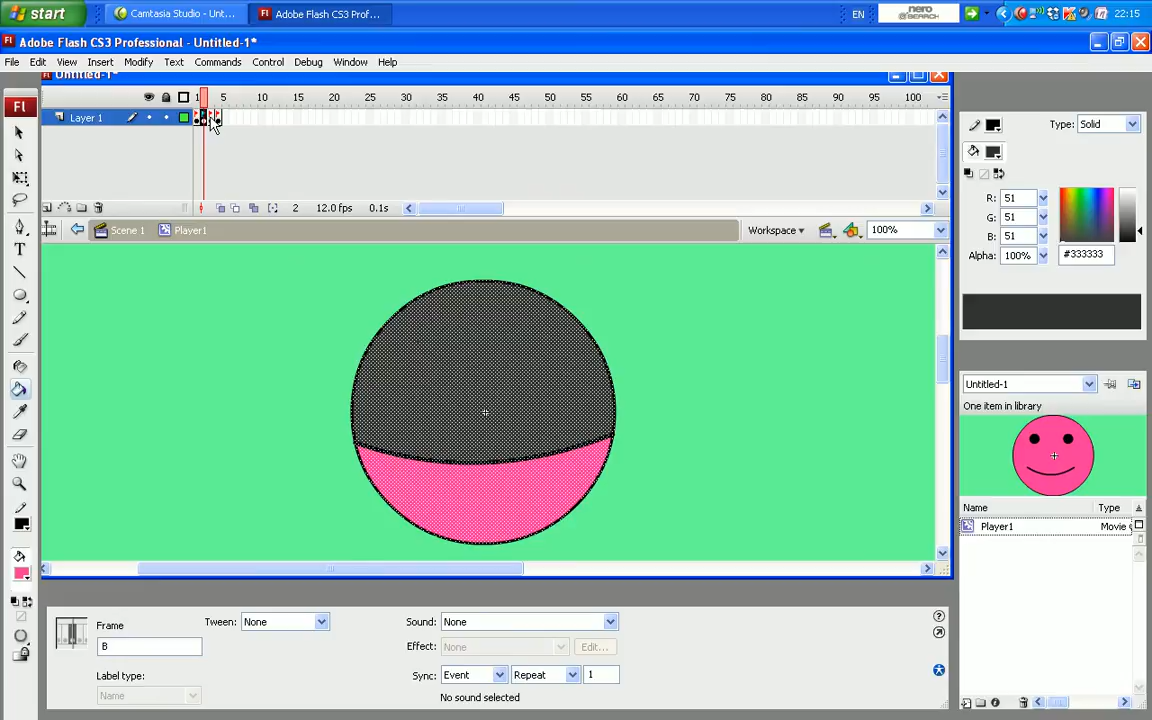 start
Camtasia Studio - Unt...
Adobe Flash CS3 Prof...
EN
nero
SEARCH
22:15
Adobe Flash CS3 Professional - Untitled-1*
File Edit View Insert Modify Text Commands Control Debug Window Help
Untitled-1*
Fl
1 5 10 15 20 25 30 35 40 45 50 55 60 65 70 75 80 85 90 95 100
Layer 1
2 12.0 fps 0.1s
Scene 1 Player1
Workspace
100%
Type: Solid
R: 51
G: 51
B: 51
Alpha: 100% #333333
Untitled-1
One item in library
Name Type
Player1 Movie
Frame
B
Label type:
Name
Tween: None
Sound: None
Effect: None Edit...
Sync: Event Repeat 1
No sound selected